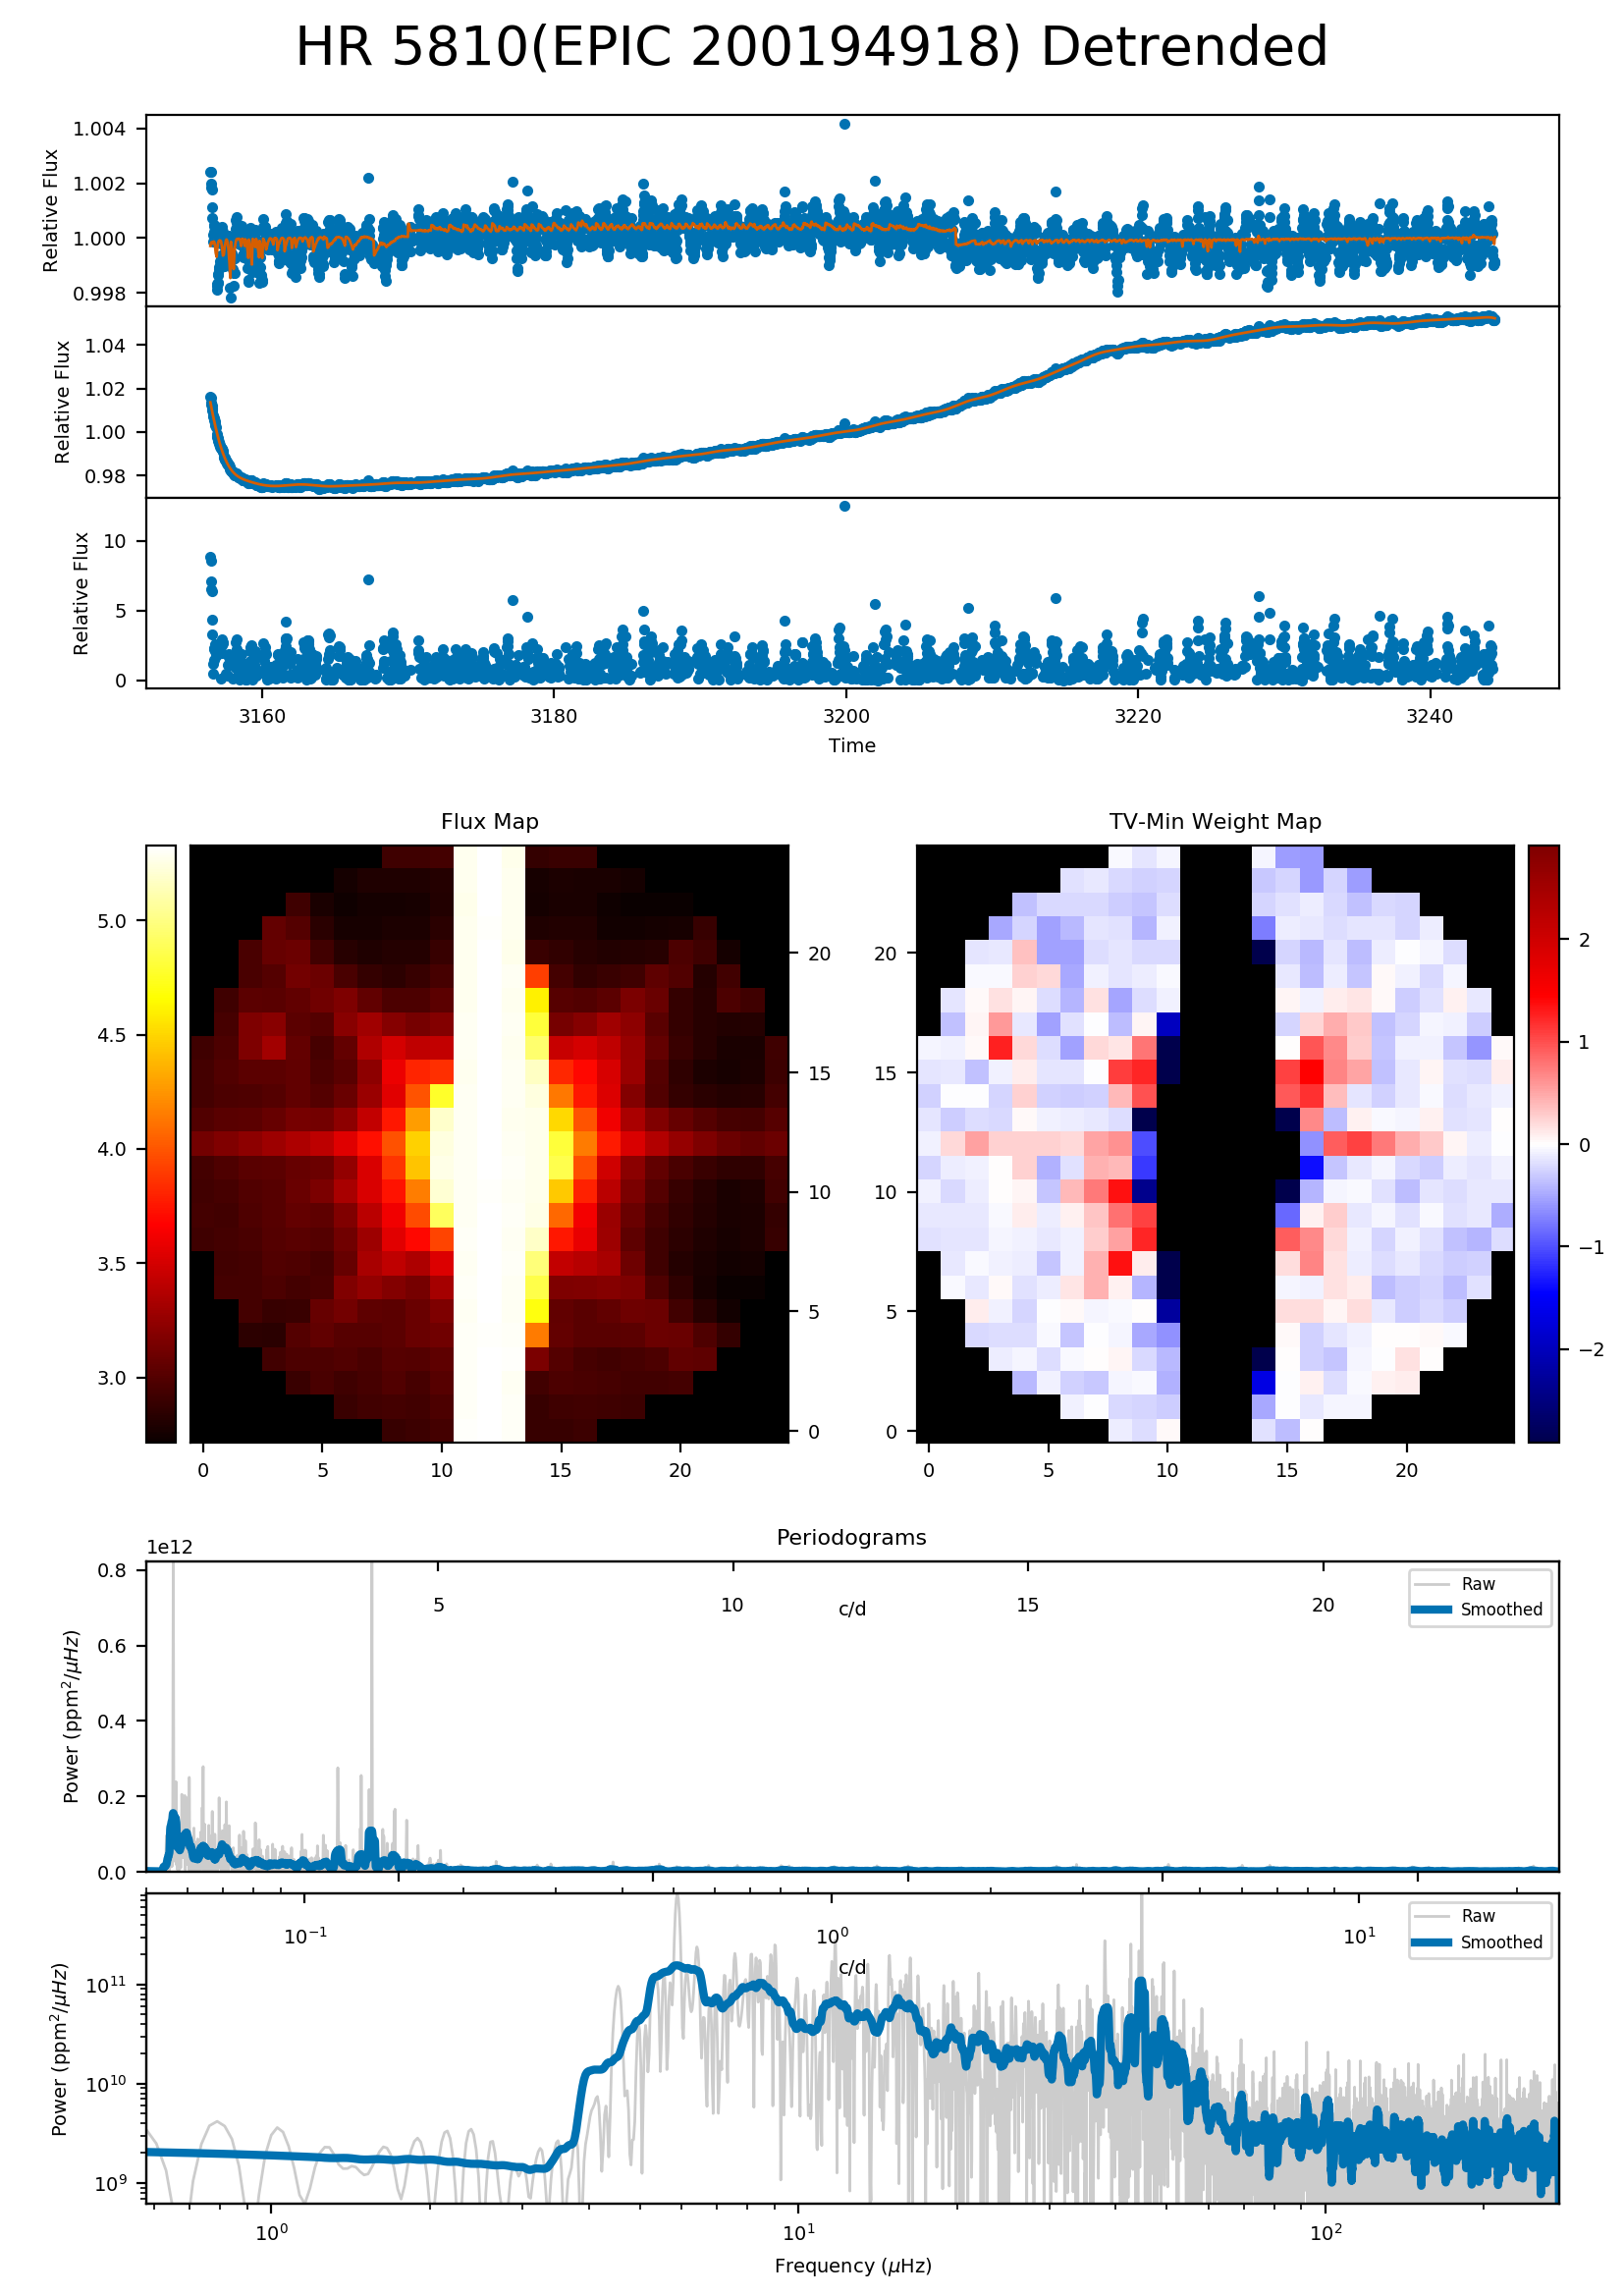 HR 5810(EPIC 200194918) Detrended
1.004
1.002
1.000
0.998
Relative Flux
1.04
1.02
1.00
0.98
Relative Flux
10
5
0
Relative Flux
3160 3180 3200 3220 3240
Time
Flux Map
5.0
4.5
4.0
3.5
3.0
20
15
10
5
0
0 5 10 15 20
TV-Min Weight Map
20
15
10
5
0
0 5 10 15 20
2
1
0
−1
−2
Periodograms
1e12
0.8
0.6
0.4
0.2
0.0
Power (ppm²/μHz)
5 10 15 20
c/d
Raw
Smoothed
10⁻¹ 10⁰ 10¹
c/d
Raw
Smoothed
10¹¹
10¹⁰
10⁹
Power (ppm²/μHz)
10⁰ 10¹ 10²
Frequency (μHz)